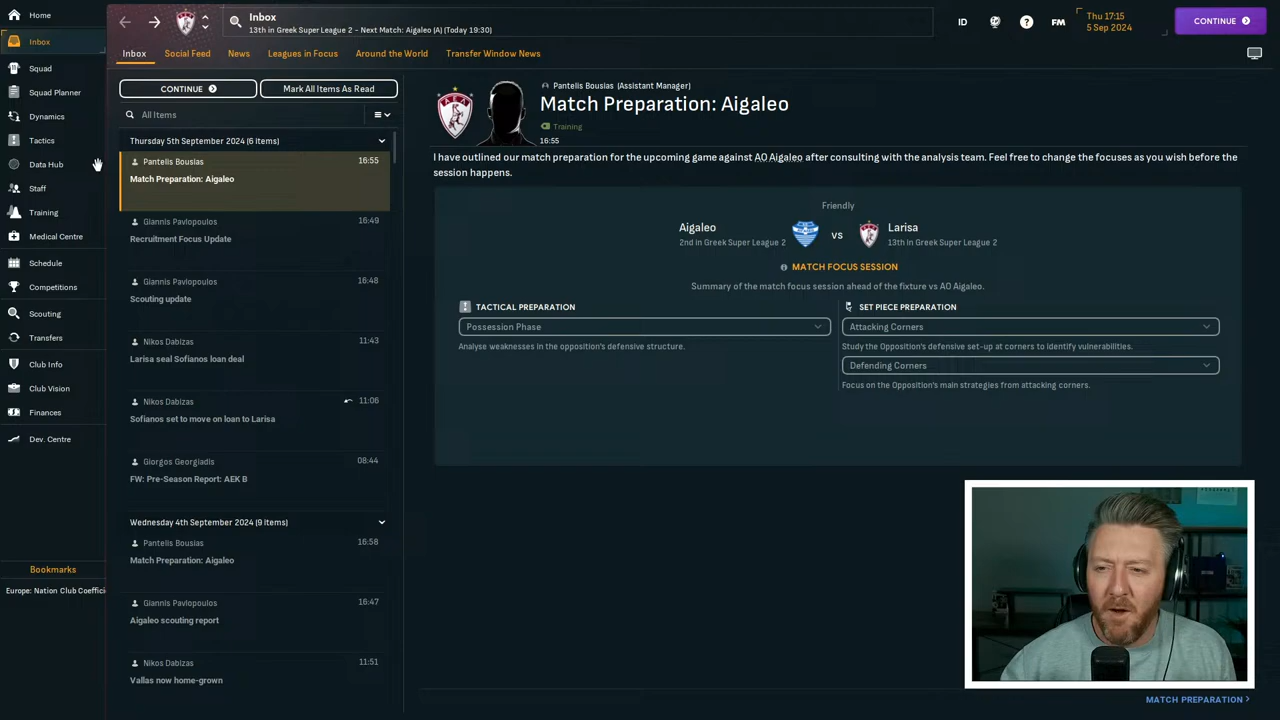 Home
Inbox
Squad
Squad Planner
Dynamics
Tactics
Data Hub
Staff
Training
Medical Centre
Schedule
Competitions
Scouting
Transfers
Club Info
Club Vision
Finances
Dev. Centre
Bookmarks
Europe: Nation Club Coeffici
Inbox
13th in Greek Super League 2 - Next Match: Aigaleo (A) (Today 19:30)
ID
?
FM
Thu 17:15
5 Sep 2024
CONTINUE
Inbox
Social Feed
News
Leagues in Focus
Around the World
Transfer Window News
CONTINUE
Mark All Items As Read
All Items
Thursday 5th September 2024 (6 items)
Pantelis Bousias 16:55
Match Preparation: Aigaleo
Giannis Pavlopoulos 16:49
Recruitment Focus Update
Giannis Pavlopoulos 16:48
Scouting update
Nikos Dabizas 11:43
Larisa seal Sofianos loan deal
Nikos Dabizas 11:06
Sofianos set to move on loan to Larisa
Giorgos Georgiadis 08:44
FW: Pre-Season Report: AEK B
Wednesday 4th September 2024 (9 items)
Pantelis Bousias 16:58
Match Preparation: Aigaleo
Giannis Pavlopoulos 16:47
Aigaleo scouting report
Nikos Dabizas 11:51
Vallas now home-grown
Pantelis Bousias (Assistant Manager)
Match Preparation: Aigaleo
Training
16:55
I have outlined our match preparation for the upcoming game against AO Aigaleo after consulting with the analysis team. Feel free to change the focuses as you wish before the
session happens.
Friendly
Aigaleo
2nd in Greek Super League 2
VS
Larisa
13th in Greek Super League 2
MATCH FOCUS SESSION
Summary of the match focus session ahead of the fixture vs AO Aigaleo.
TACTICAL PREPARATION
Possession Phase
Analyse weaknesses in the opposition's defensive structure.
SET PIECE PREPARATION
Attacking Corners
Study the Opposition's defensive set-up at corners to identify vulnerabilities.
Defending Corners
Focus on the Opposition's main strategies from attacking corners.
MATCH PREPARATION >